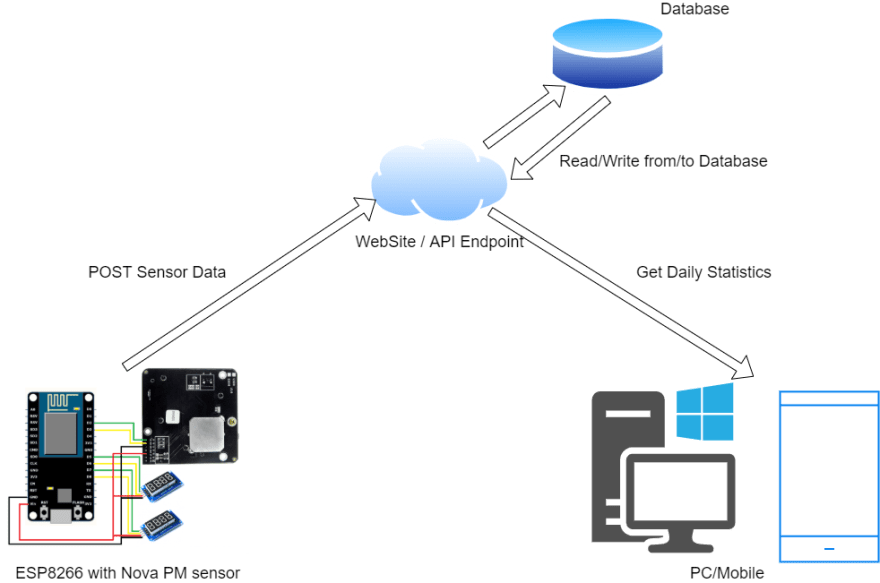 Database
Read/Write from/to Database
WebSite / API Endpoint
POST Sensor Data
Get Daily Statistics
ESP8266 with Nova PM sensor
PC/Mobile